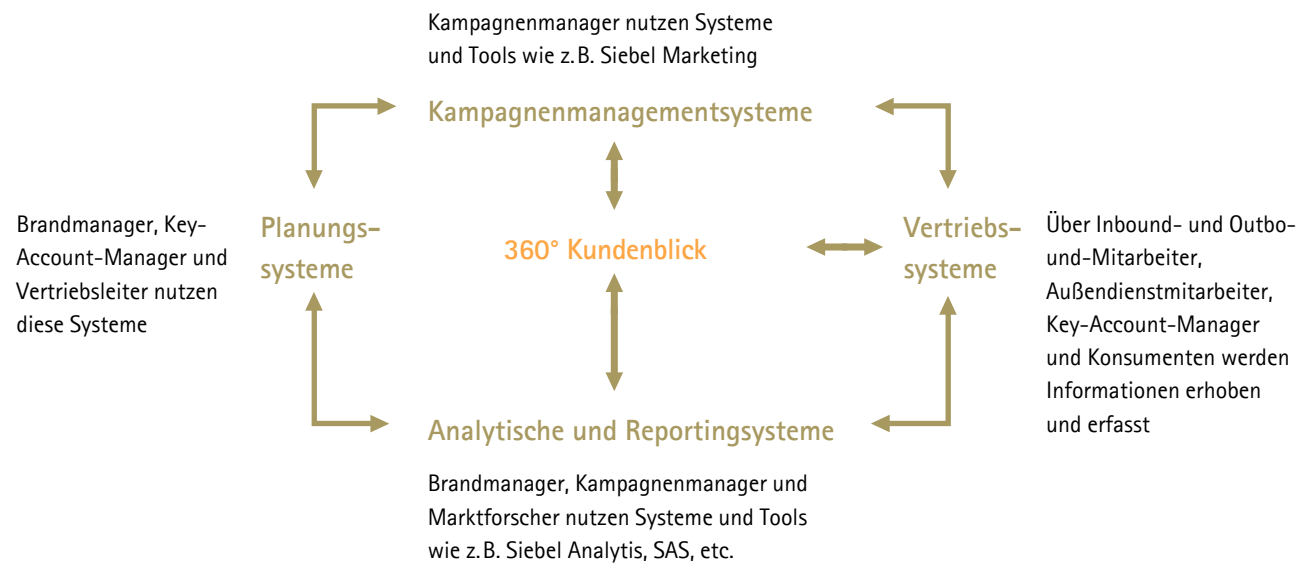 Kampagnenmanager nutzen Systeme
und Tools wie z.B. Siebel Marketing
Kampagnenmanagementsysteme
Brandmanager, Key-
Account-Manager und
Vertriebsleiter nutzen
diese Systeme
Planungs-
systeme
360° Kundenblick
Vertriebs-
systeme
Über Inbound- und Outbo-
und-Mitarbeiter,
Außendienstmitarbeiter,
Key-Account-Manager
und Konsumenten werden
Informationen erhoben
und erfasst
Analytische und Reportingsysteme
Brandmanager, Kampagnenmanager und
Marktforscher nutzen Systeme und Tools
wie z.B. Siebel Analytis, SAS, etc.